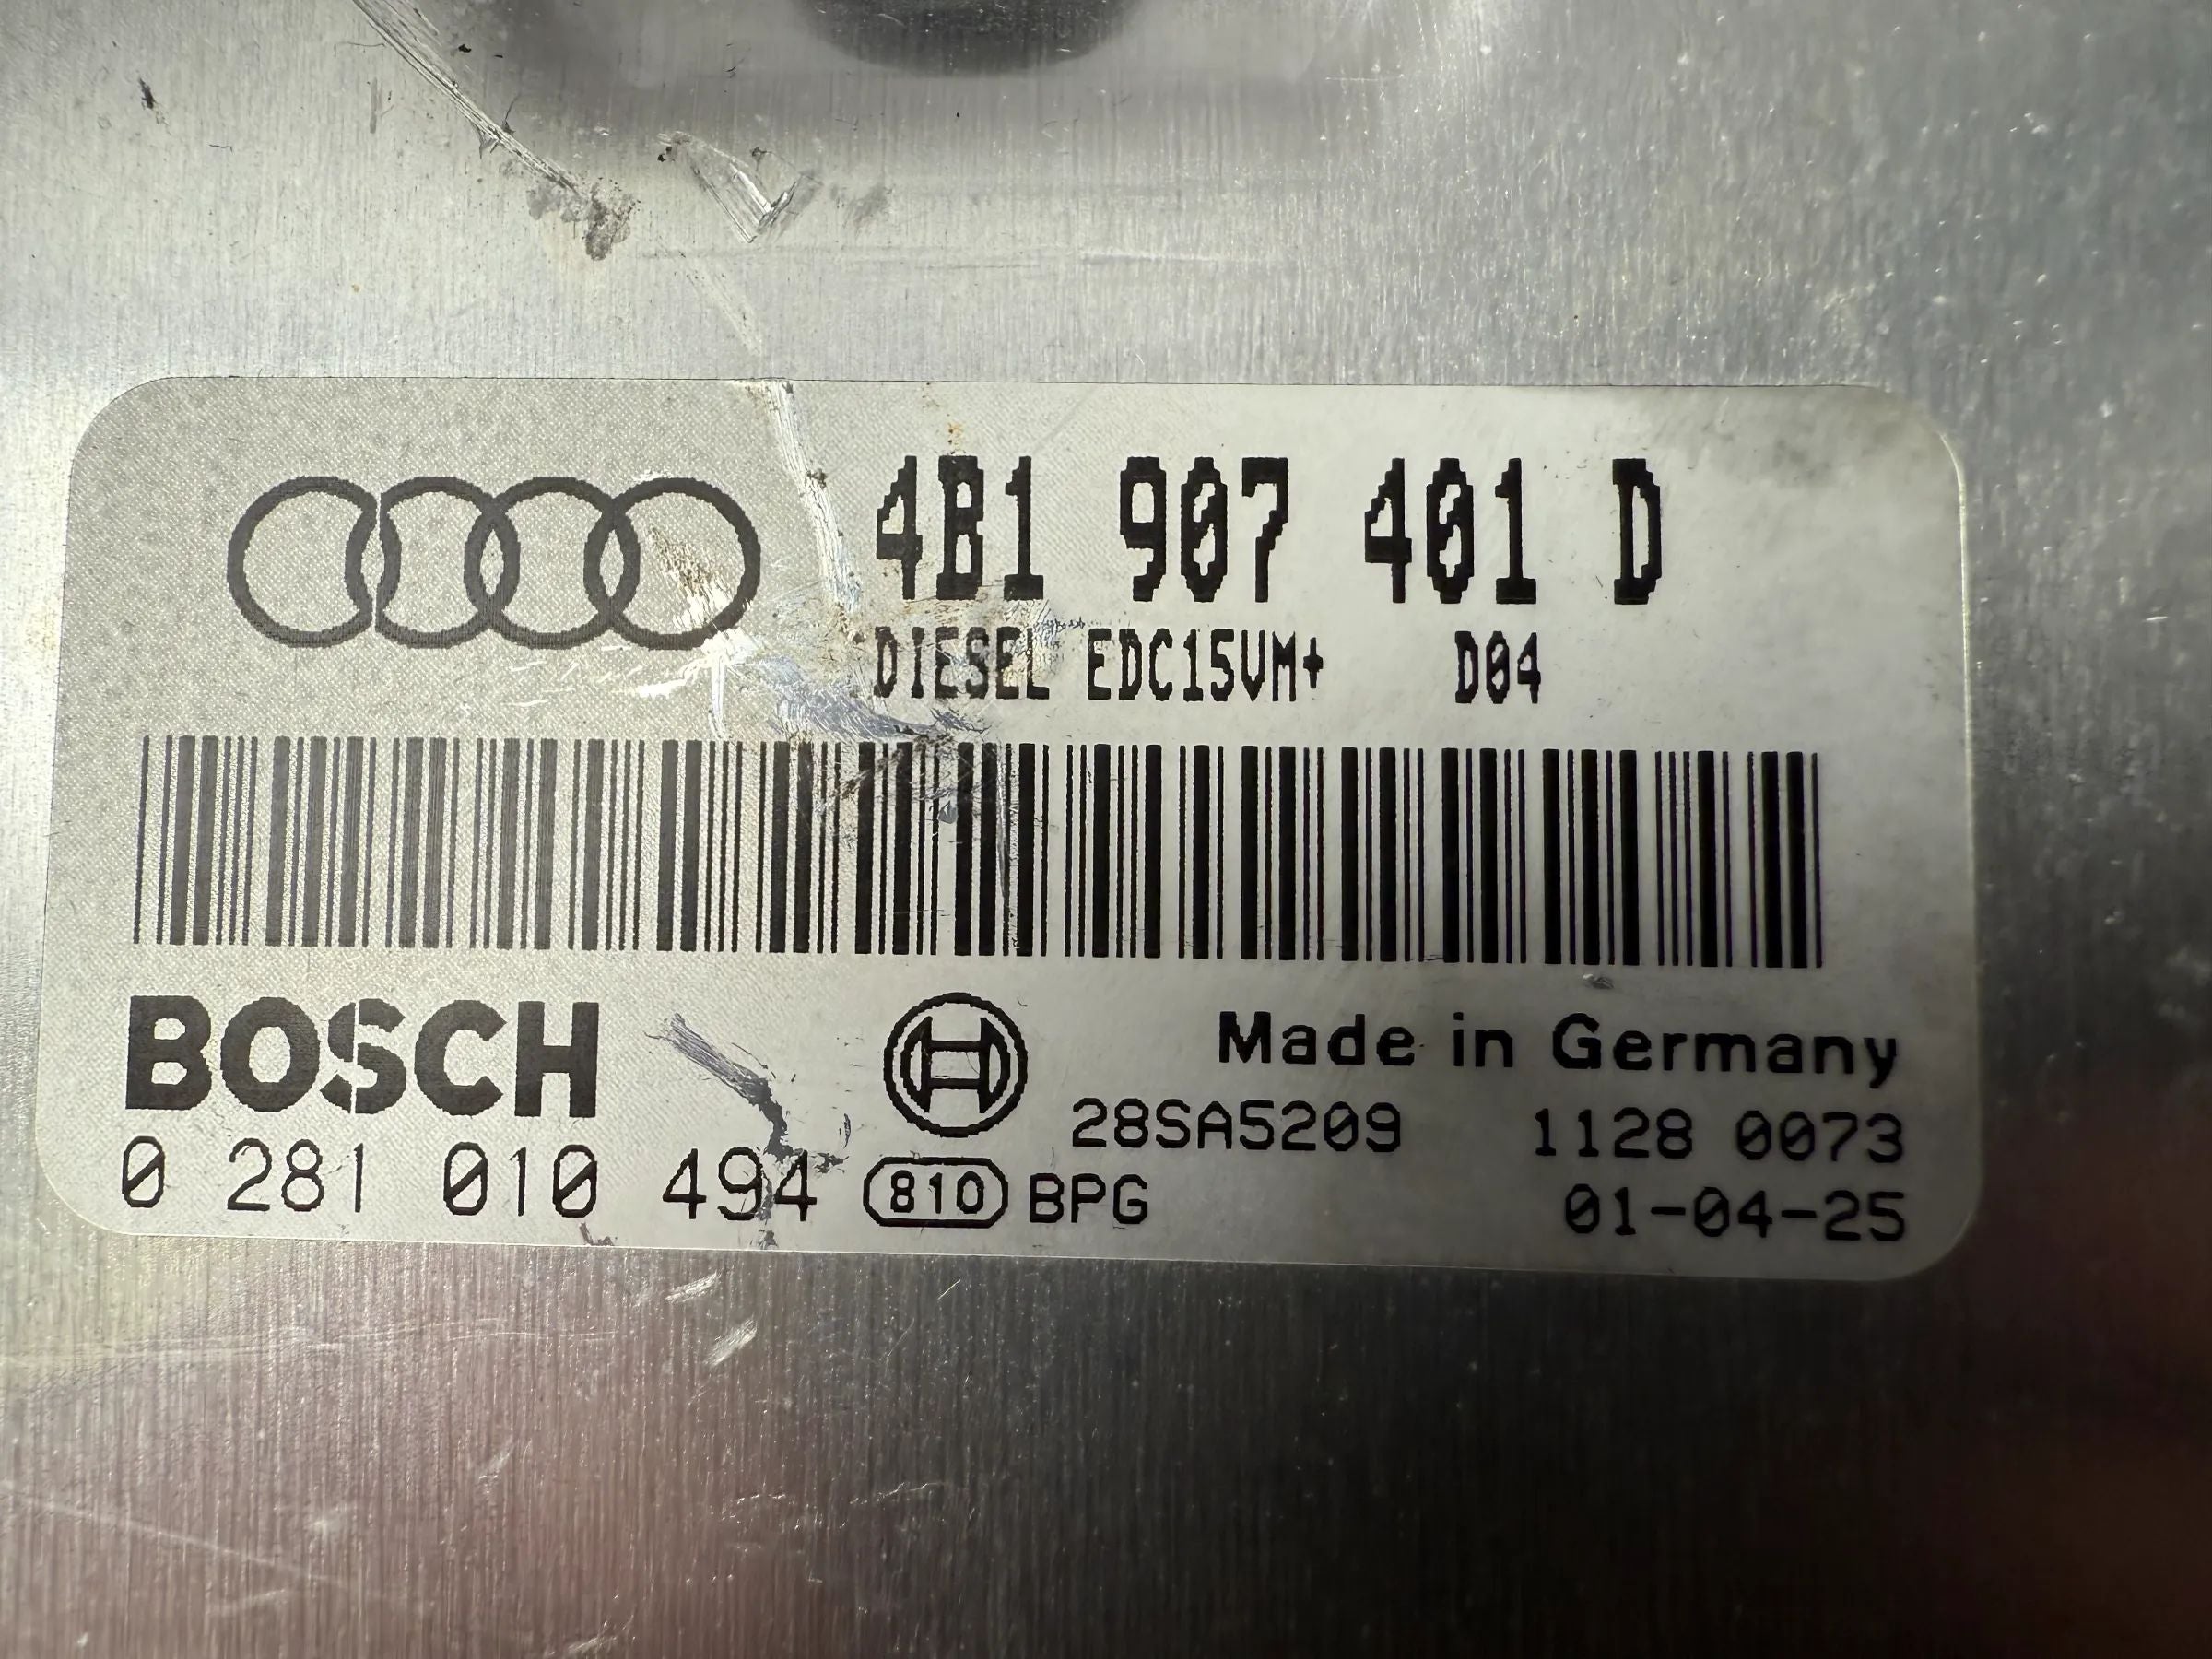 4B1 907 401 D
DIESEL EDC15VM+ D04
BOSCH
Made in Germany
28SA5209 1128 0073
0 281 010 494 810 BPG 01-04-25